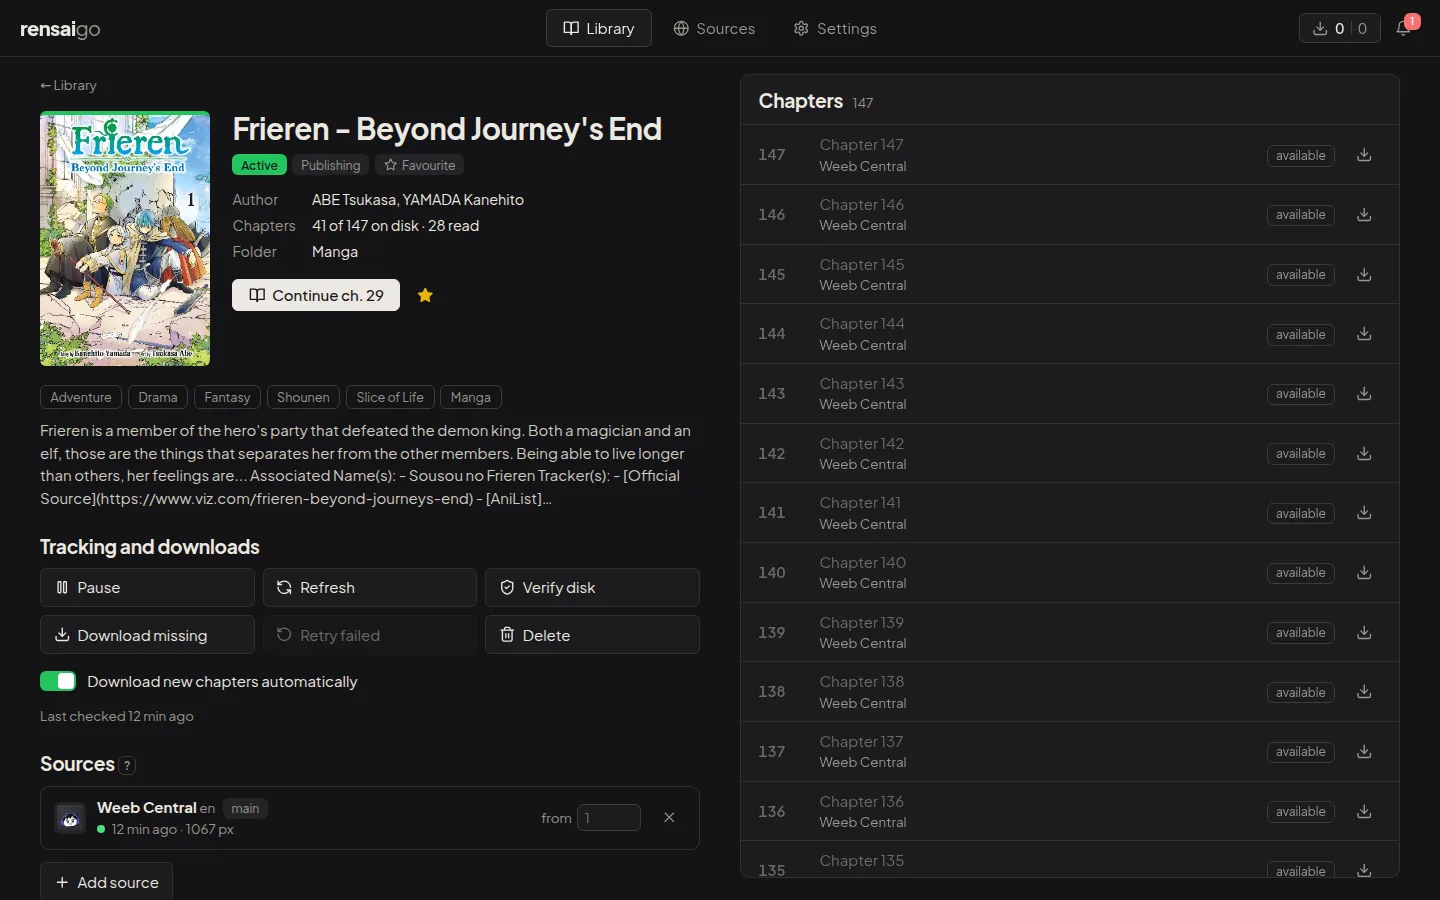 rensaigo
Library
Sources
Settings
0 | 0
1
← Library
Frieren
Beyond Journey's End
1
Kanehito Yamada
Tsukasa Abe
Frieren – Beyond Journey's End
Active
Publishing
Favourite
Author ABE Tsukasa, YAMADA Kanehito
Chapters 41 of 147 on disk · 28 read
Folder Manga
Continue ch. 29
Adventure
Drama
Fantasy
Shounen
Slice of Life
Manga
Frieren is a member of the hero's party that defeated the demon king. Both a magician and an
elf, those are the things that separates her from the other members. Being able to live longer
than others, her feelings are... Associated Name(s): - Sousou no Frieren Tracker(s): - [Official
Source](https://www.viz.com/frieren-beyond-journeys-end) - [AniList]...
Tracking and downloads
Pause
Refresh
Verify disk
Download missing
Retry failed
Delete
Download new chapters automatically
Last checked 12 min ago
Sources ?
Weeb Central en main
12 min ago · 1067 px
from 1
+ Add source
Chapters 147
147 Chapter 147 available
Weeb Central
146 Chapter 146 available
Weeb Central
145 Chapter 145 available
Weeb Central
144 Chapter 144 available
Weeb Central
143 Chapter 143 available
Weeb Central
142 Chapter 142 available
Weeb Central
141 Chapter 141 available
Weeb Central
140 Chapter 140 available
Weeb Central
139 Chapter 139 available
Weeb Central
138 Chapter 138 available
Weeb Central
137 Chapter 137 available
Weeb Central
136 Chapter 136 available
Weeb Central
135 Chapter 135 available